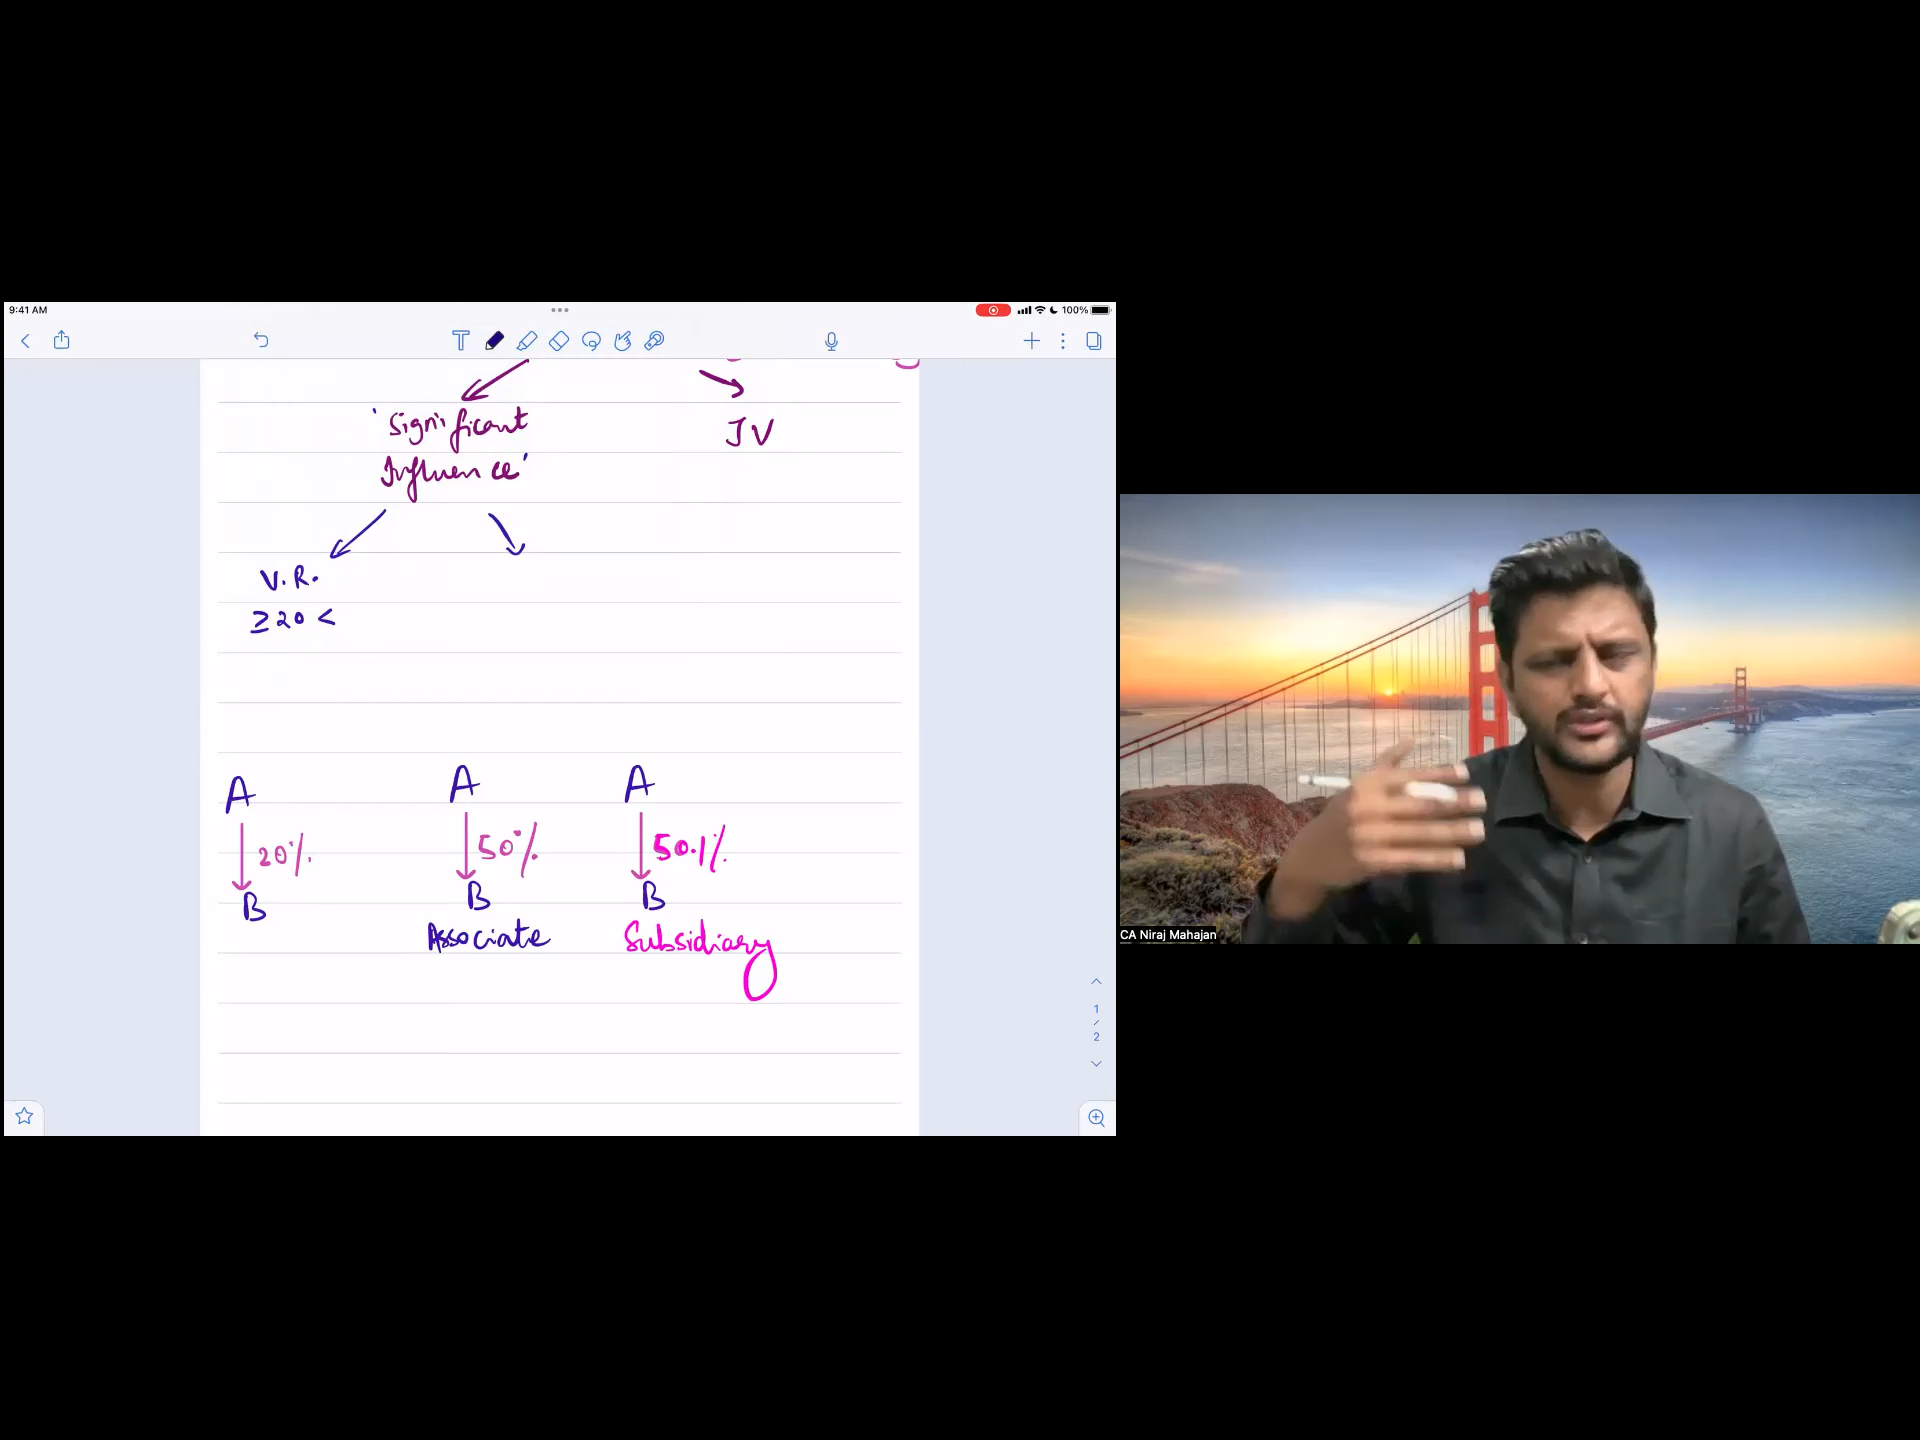 9:41 AM
100%
'Significant
Influence'
JV
V.R.
≥20 <
A
A
A
20%
50%
50.1%
B
B
B
Associate
Subsidiary
CA Niraj Mahajan
1
/
2